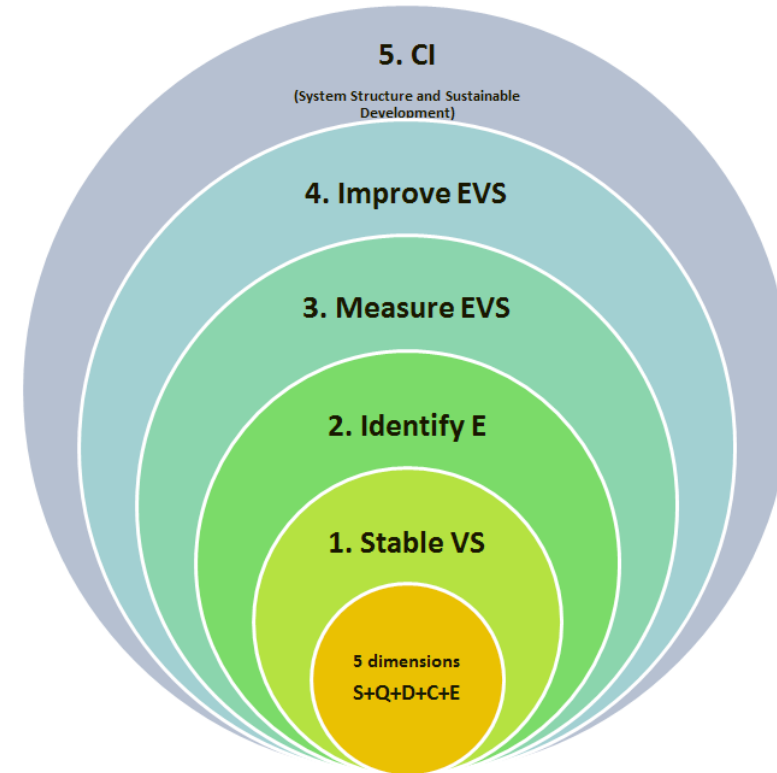 5. CI
(System Structure and Sustainable
Development)
4. Improve EVS
3. Measure EVS
2. Identify E
1. Stable VS
5 dimensions
S+Q+D+C+E